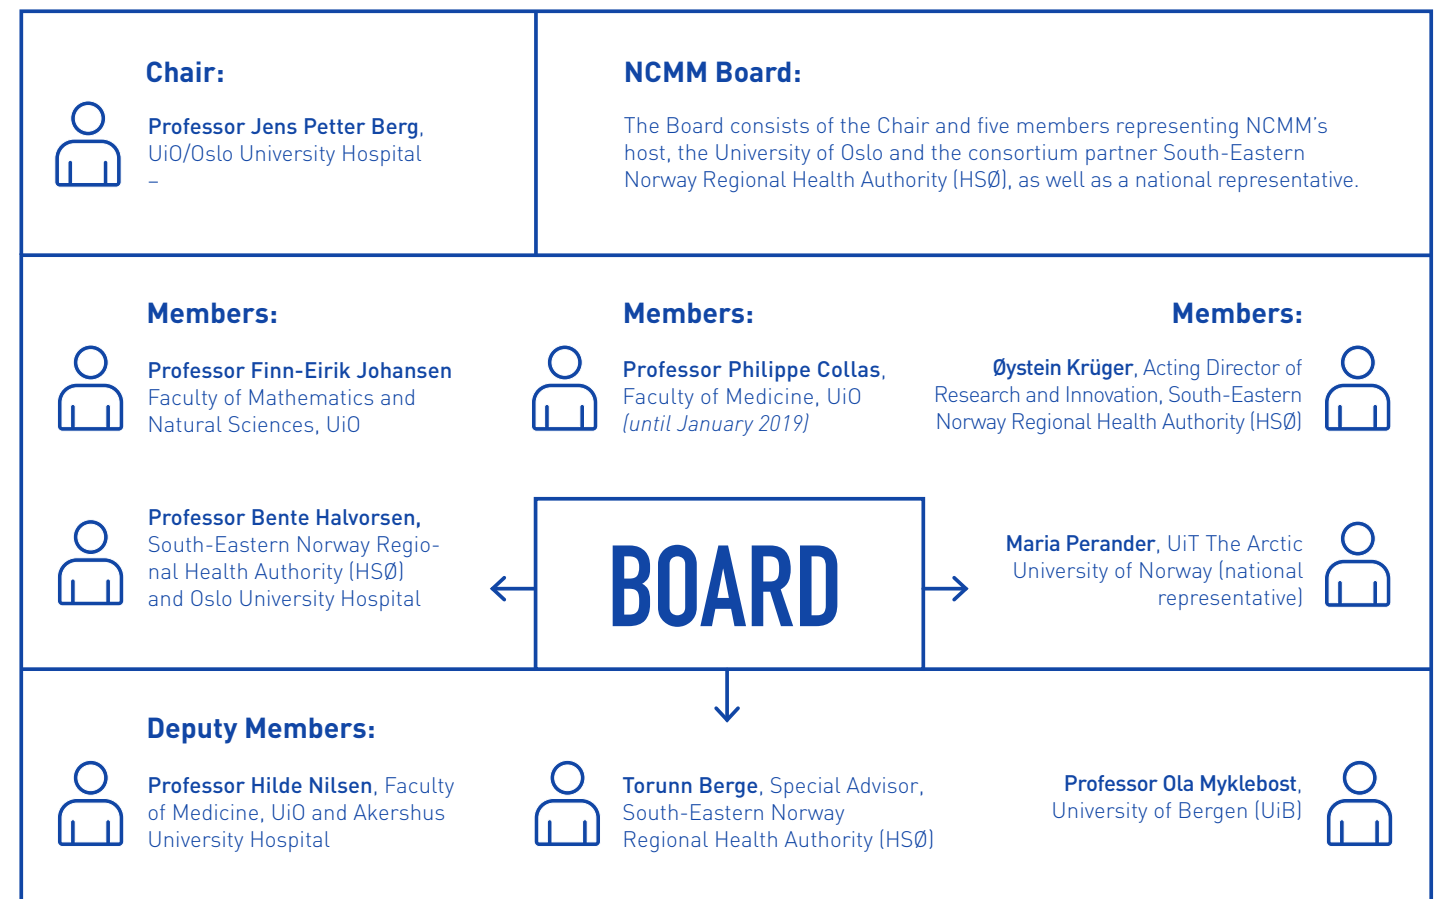 Chair:
Professor Jens Petter Berg,
UiO/Oslo University Hospital
–
NCMM Board:
The Board consists of the Chair and five members representing NCMM's
host, the University of Oslo and the consortium partner South-Eastern
Norway Regional Health Authority (HSØ), as well as a national representative.
Members:
Professor Finn-Eirik Johansen
Faculty of Mathematics and
Natural Sciences, UiO
Professor Bente Halvorsen,
South-Eastern Norway Regio-
nal Health Authority (HSØ)
and Oslo University Hospital
Members:
Professor Philippe Collas,
Faculty of Medicine, UiO
(until January 2019)
Members:
Øystein Krüger, Acting Director of
Research and Innovation, South-Eastern
Norway Regional Health Authority (HSØ)
Maria Perander, UiT The Arctic
University of Norway (national
representative)
BOARD
Deputy Members:
Professor Hilde Nilsen, Faculty
of Medicine, UiO and Akershus
University Hospital
Torunn Berge, Special Advisor,
South-Eastern Norway
Regional Health Authority (HSØ)
Professor Ola Myklebost,
University of Bergen (UiB)